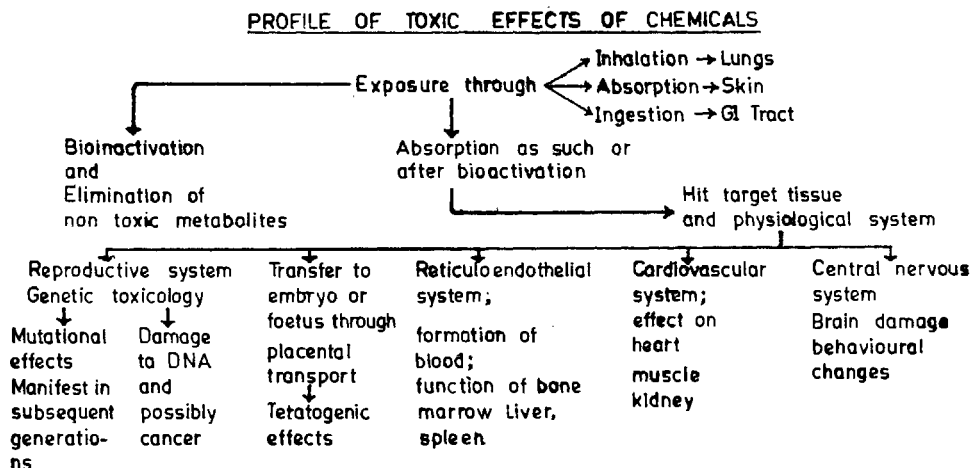 PROFILE OF TOXIC EFFECTS OF CHEMICALS
Exposure through
Inhalation → Lungs
Absorption → Skin
Ingestion → GI Tract
Bioinactivation
and
Elimination of
non toxic metabolites
Absorption as such or
after bioactivation
Hit target tissue
and physiological system
Reproductive system
Genetic toxicology
Mutational
effects
Manifest in
subsequent
generatio-
ns
Damage
to DNA
and
possibly
cancer
Transfer to
embryo or
foetus through
placental
transport
Tetatogenic
effects
Reticuloendothelial
system;
formation of
blood;
function of bone
marrow Liver,
spleen
Cardiovascular
system;
effect on
heart
muscle
kidney
Central nervous
system
Brain damage
behavioural
changes